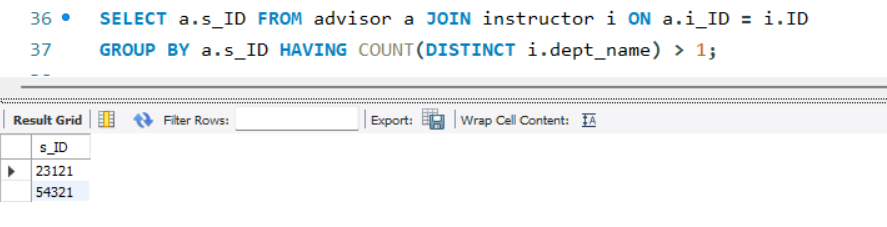 36 SELECT a.s_ID FROM advisor a JOIN instructor i ON a.i_ID = i.ID
37 GROUP BY a.s_ID HAVING COUNT(DISTINCT i.dept_name) > 1;
Result Grid Filter Rows: Export: Wrap Cell Content:
s_ID
23121
54321